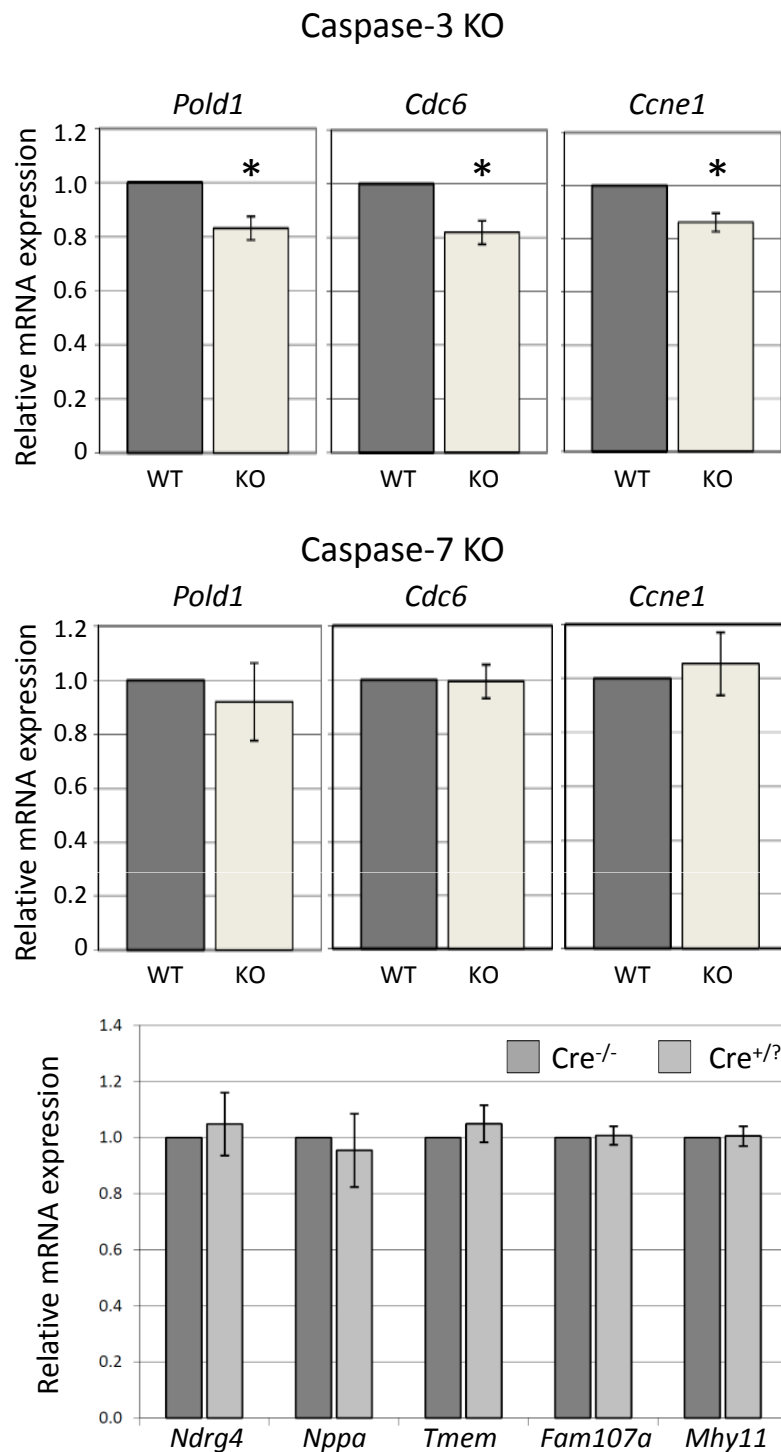 Caspase-3 KO
Pold1 Cdc6 Ccne1
Relative mRNA expression
1.2
1.0
0.8
0.6
0.4
0.2
0
* * *
WT KO WT KO WT KO
Caspase-7 KO
Pold1 Cdc6 Ccne1
Relative mRNA expression
1.2
1.0
0.8
0.6
0.4
0.2
0
WT KO WT KO WT KO
Relative mRNA expression
1.4
1.2
1.0
0.8
0.6
0.4
0.2
0.0
Cre-/- Cre+/?
Ndrg4 Nppa Tmem Fam107a Mhy11